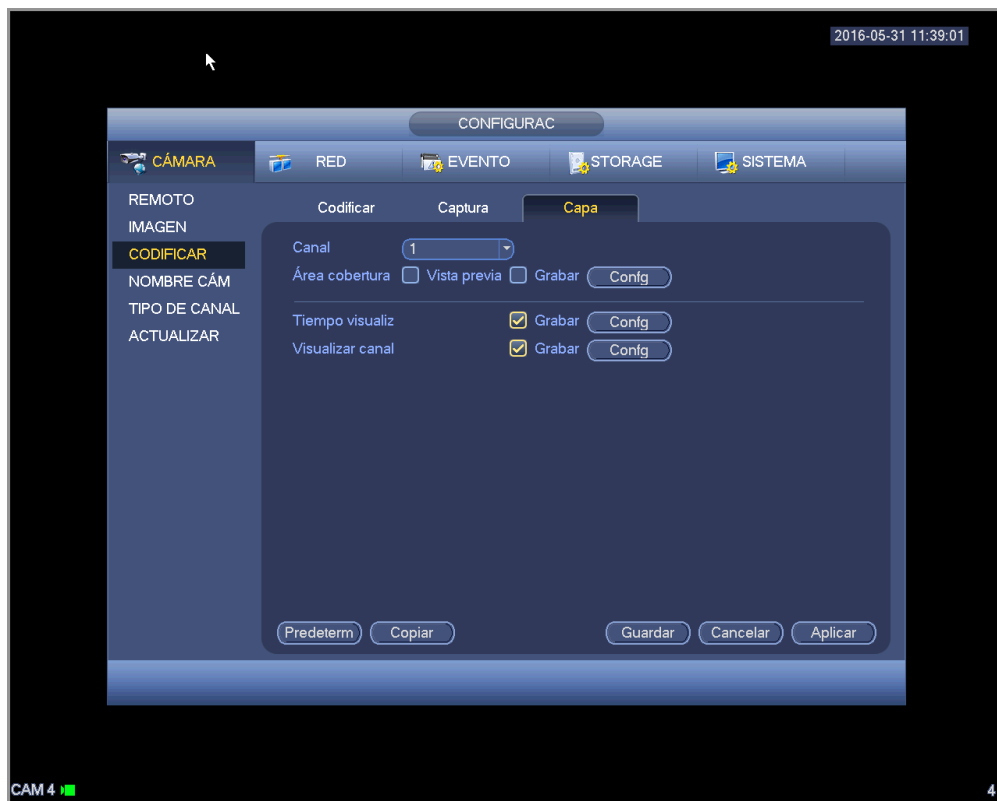 2016-05-31 11:39:01
CONFIGURAC
CÁMARA RED EVENTO STORAGE SISTEMA
REMOTO
IMAGEN
CODIFICAR
NOMBRE CÁM
TIPO DE CANAL
ACTUALIZAR
Codificar Captura Capa
Canal 1
Área cobertura Vista previa Grabar Confg
Tiempo visualiz Grabar Confg
Visualizar canal Grabar Confg
Predeterm Copiar Guardar Cancelar Aplicar
CAM 4 4